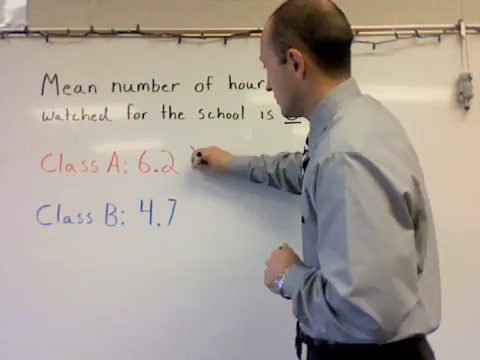 Mean number of hour
watched for the school is
Class A: 6.2
Class B: 4.7